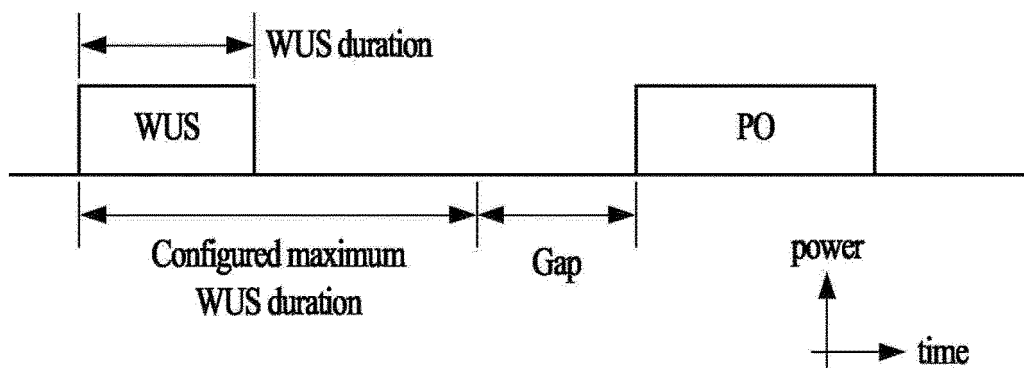 WUS duration
WUS
PO
Configured maximum
WUS duration
Gap
power
time